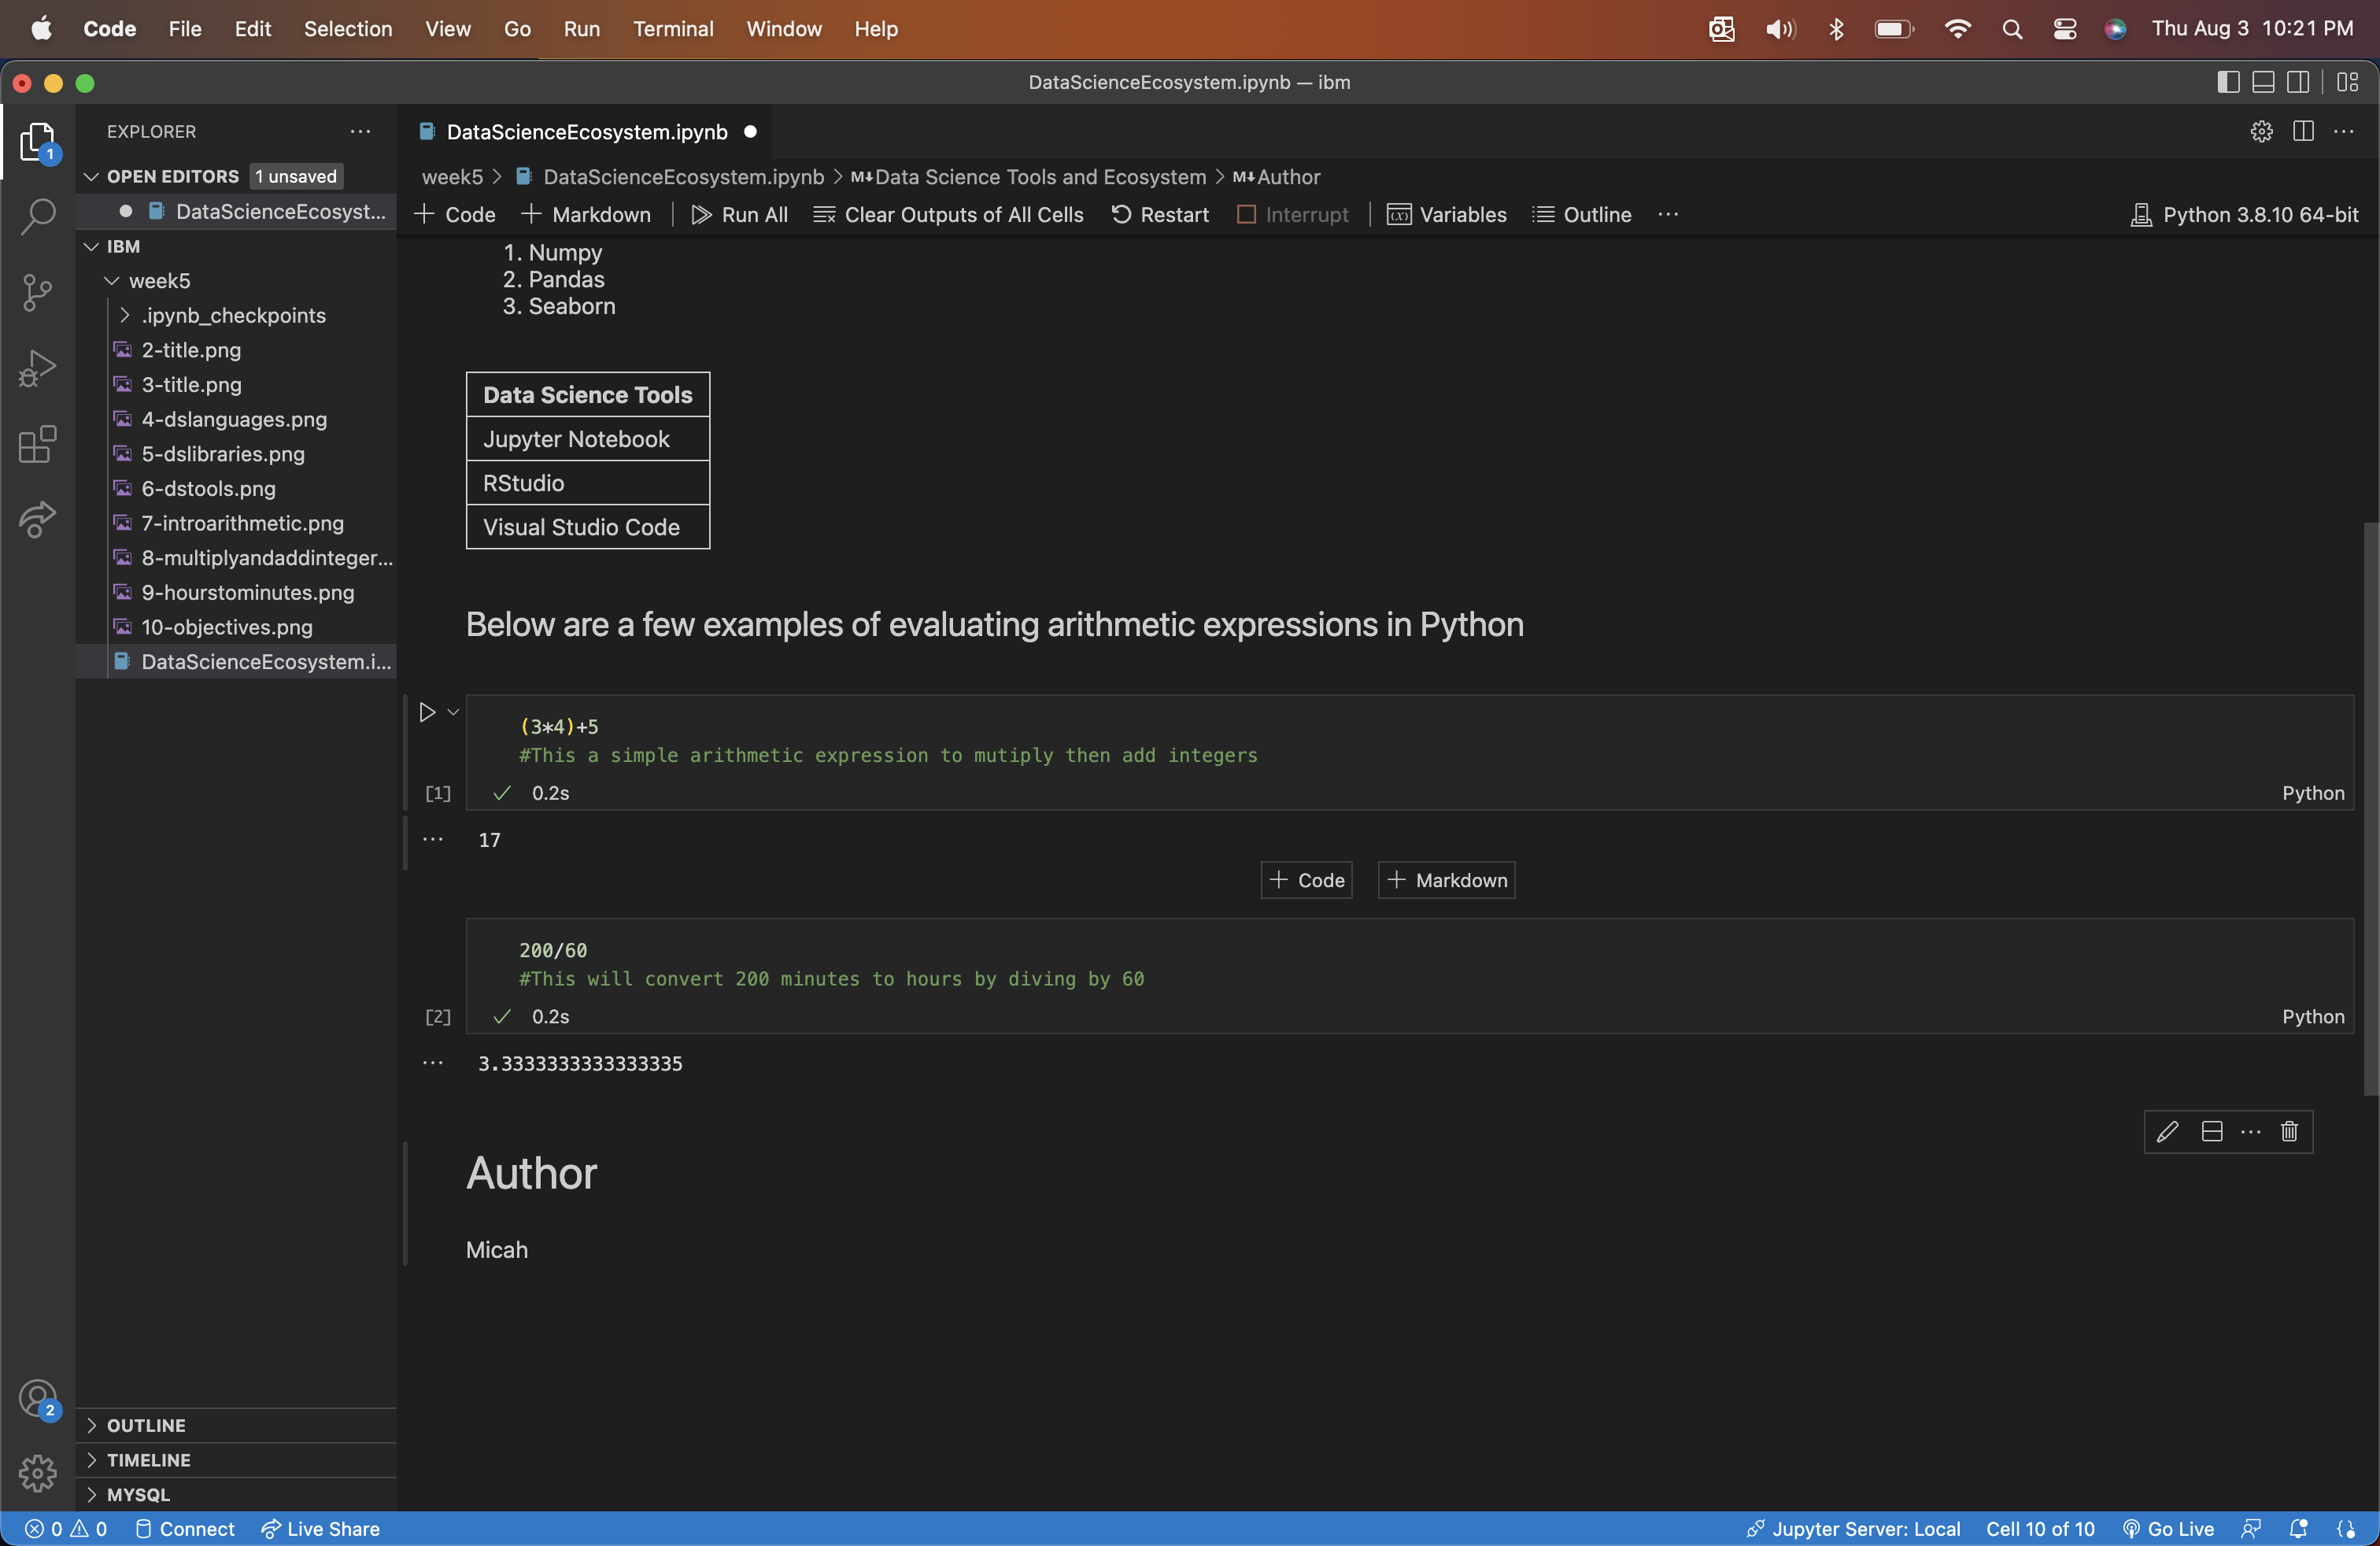 Code File Edit Selection View Go Run Terminal Window Help Thu Aug 3 10:21 PM
DataScienceEcosystem.ipynb — ibm
EXPLORER
OPEN EDITORS 1 unsaved
DataScienceEcosyst...
IBM
week5
.ipynb_checkpoints
2-title.png
3-title.png
4-dslanguages.png
5-dslibraries.png
6-dstools.png
7-introarithmetic.png
8-multiplyandaddinteger...
9-hourstominutes.png
10-objectives.png
DataScienceEcosystem.i...
OUTLINE
TIMELINE
MYSQL
1
2
DataScienceEcosystem.ipynb
week5 > DataScienceEcosystem.ipynb > M↓Data Science Tools and Ecosystem > M↓Author
+ Code + Markdown | Run All Clear Outputs of All Cells Restart Interrupt | Variables Outline ... Python 3.8.10 64-bit
1. Numpy
2. Pandas
3. Seaborn
Data Science Tools
Jupyter Notebook
RStudio
Visual Studio Code
Below are a few examples of evaluating arithmetic expressions in Python
(3*4)+5
#This a simple arithmetic expression to mutiply then add integers
[1] ✓ 0.2s Python
... 17
+ Code + Markdown
200/60
#This will convert 200 minutes to hours by diving by 60
[2] ✓ 0.2s Python
... 3.3333333333333335
Author
Micah
0 0 Connect Live Share Jupyter Server: Local Cell 10 of 10 Go Live